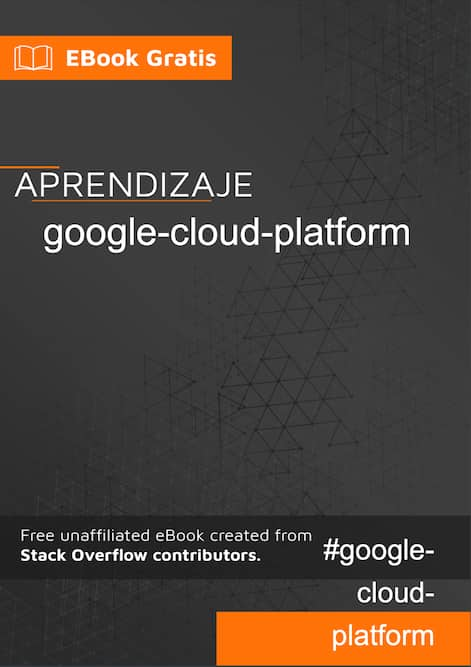 EBook Gratis
APRENDIZAJE
google-cloud-platform
Free unaffiliated eBook created from
Stack Overflow contributors.
#google-
cloud-
platform